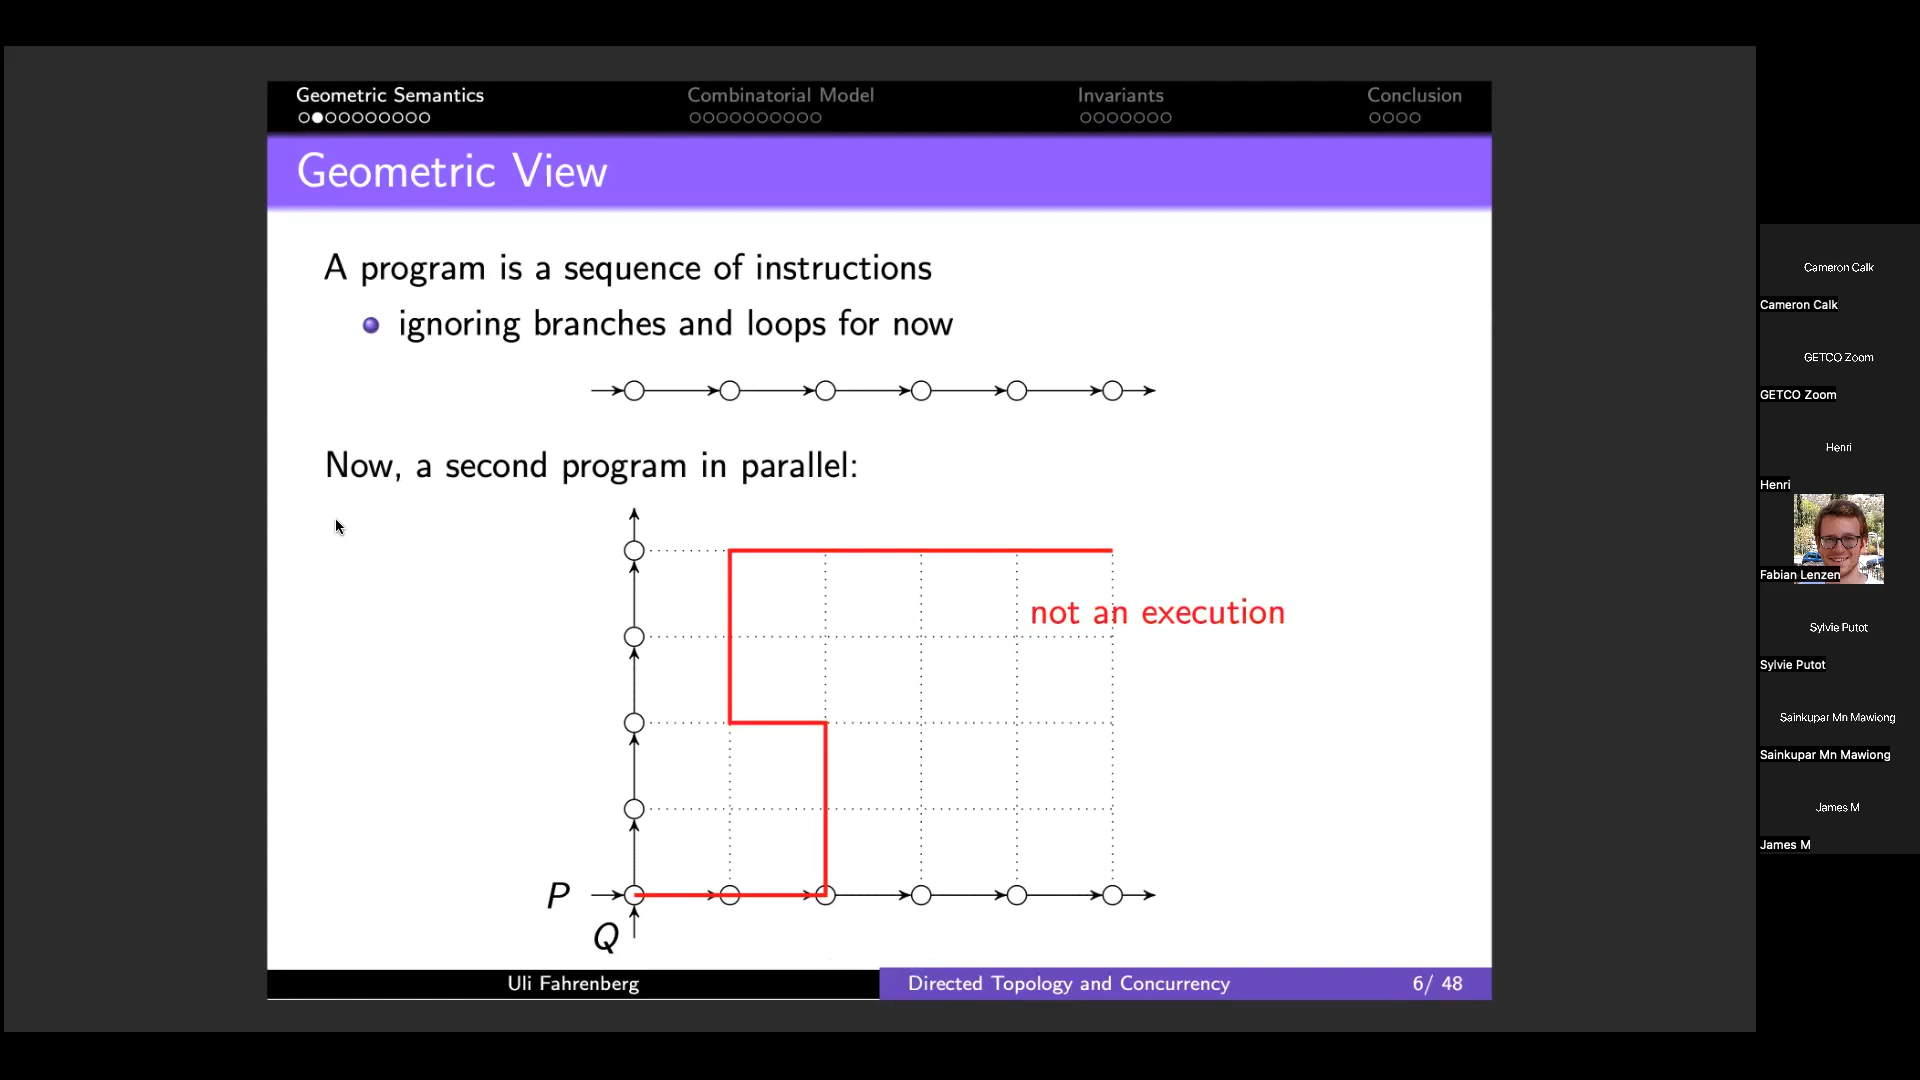 Geometric Semantics
Combinatorial Model
Invariants
Conclusion
Geometric View
A program is a sequence of instructions
ignoring branches and loops for now
Now, a second program in parallel:
not an execution
P
Q
Uli Fahrenberg
Directed Topology and Concurrency
6/ 48
Cameron Calk
Cameron Calk
GETCO Zoom
GETCO Zoom
Henri
Henri
Fabian Lenzen
Sylvie Putot
Sylvie Putot
Sainkupar Mn Mawiong
Sainkupar Mn Mawiong
James M
James M